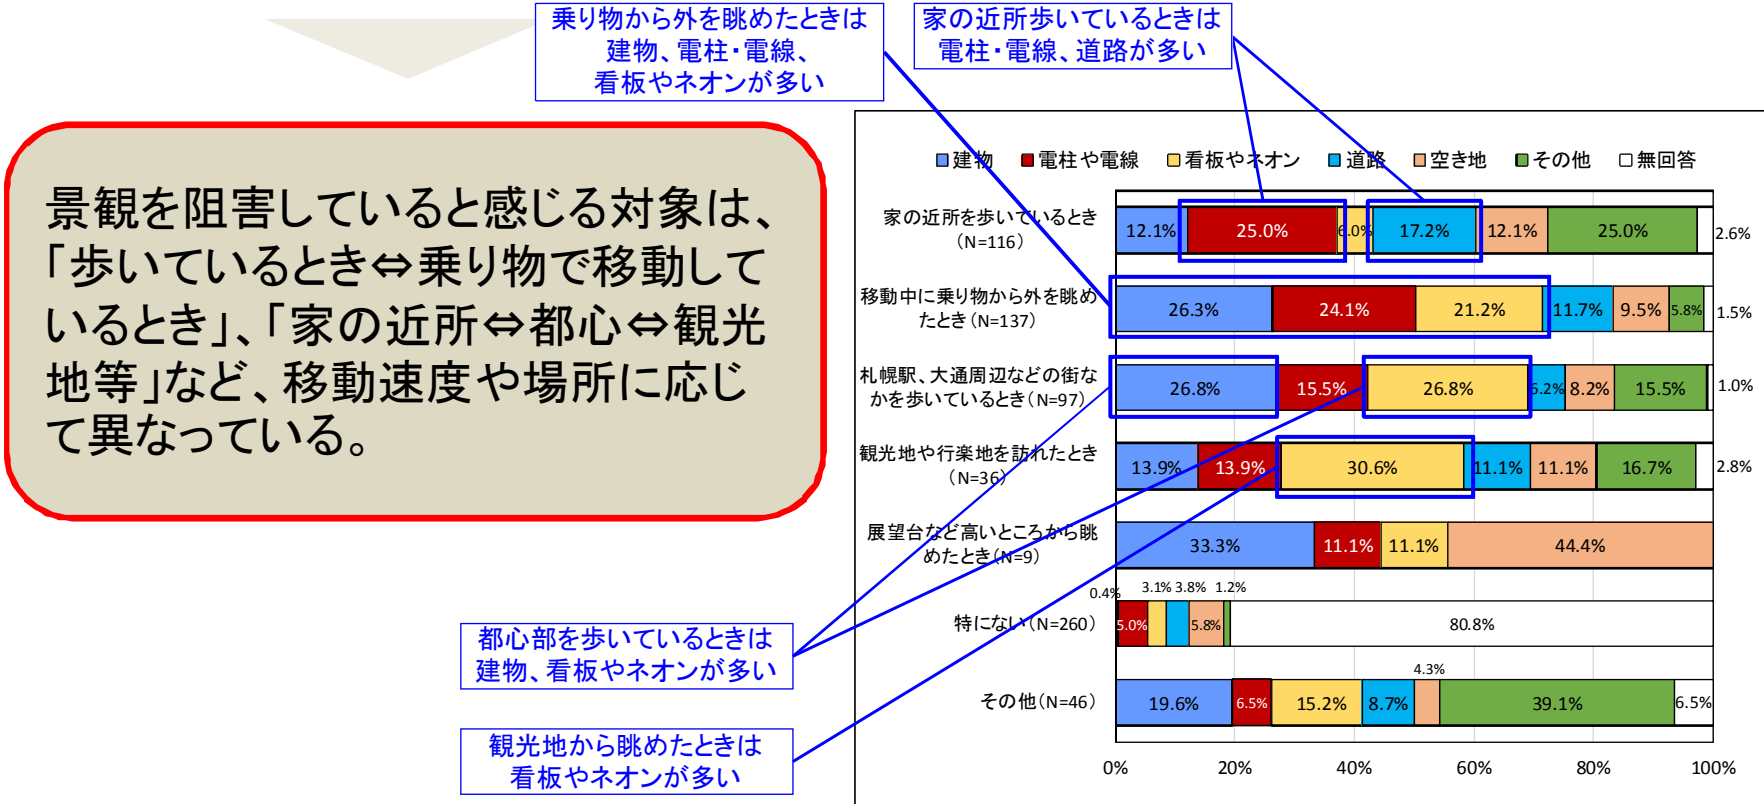 乗り物から外を眺めたときは
建物、電柱・電線、
看板やネオンが多い
家の近所歩いているときは
電柱・電線、道路が多い
景観を阻害していると感じる対象は、
「歩いているとき⇔乗り物で移動して
いるとき」、「家の近所⇔都心⇔観光
地等」など、移動速度や場所に応じ
て異なっている。
建物 電柱や電線 看板やネオン 道路 空き地 その他 無回答
家の近所を歩いているとき
（N=116）
12.1% 25.0% 6.0% 17.2% 12.1% 25.0% 2.6%
移動中に乗り物から外を眺め
たとき（N=137）
26.3% 24.1% 21.2% 11.7% 9.5% 5.8% 1.5%
札幌駅、大通周辺などの街な
かを歩いているとき（N=97）
26.8% 15.5% 26.8% 6.2% 8.2% 15.5% 1.0%
観光地や行楽地を訪れたとき
（N=36）
13.9% 13.9% 30.6% 11.1% 11.1% 16.7% 2.8%
展望台など高いところから眺
めたとき（N=9）
33.3% 11.1% 11.1% 44.4%
特にない（N=260）
0.4% 5.0% 3.1% 3.8% 5.8% 1.2% 80.8%
その他（N=46）
19.6% 6.5% 15.2% 8.7% 4.3% 39.1% 6.5%
0% 20% 40% 60% 80% 100%
都心部を歩いているときは
建物、看板やネオンが多い
観光地から眺めたときは
看板やネオンが多い